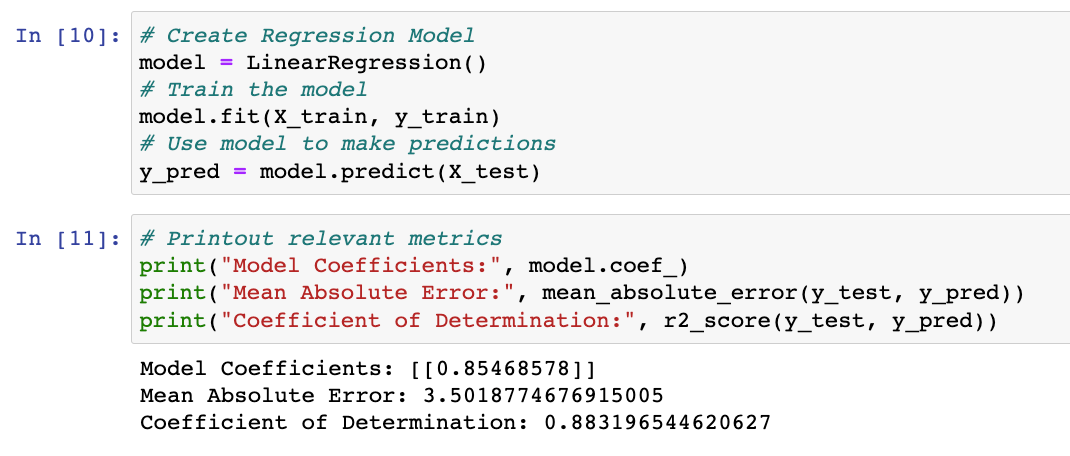 In [10]: # Create Regression Model
model = LinearRegression()
# Train the model
model.fit(X_train, y_train)
# Use model to make predictions
y_pred = model.predict(X_test)
In [11]: # Printout relevant metrics
print("Model Coefficients:", model.coef_)
print("Mean Absolute Error:", mean_absolute_error(y_test, y_pred))
print("Coefficient of Determination:", r2_score(y_test, y_pred))
Model Coefficients: [[0.85468578]]
Mean Absolute Error: 3.5018774676915005
Coefficient of Determination: 0.883196544620627